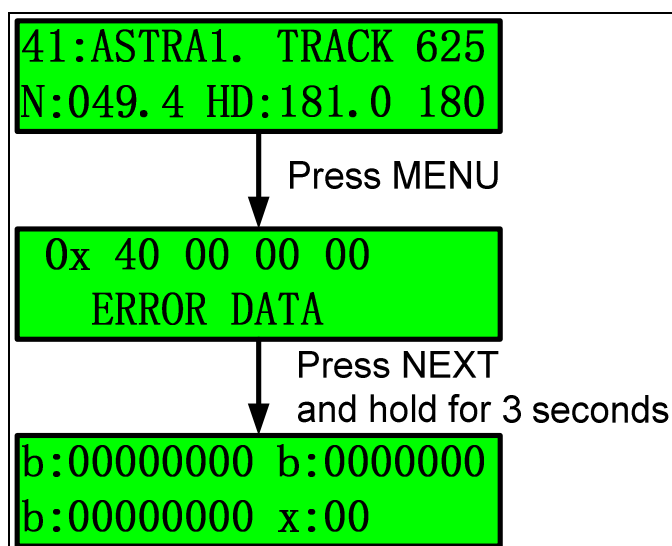 41:ASTRA1. TRACK 625
N:049.4 HD:181.0 180
Press MENU
0x 40 00 00 00
ERROR DATA
Press NEXT
and hold for 3 seconds
b:00000000 b:0000000
b:00000000 x:00